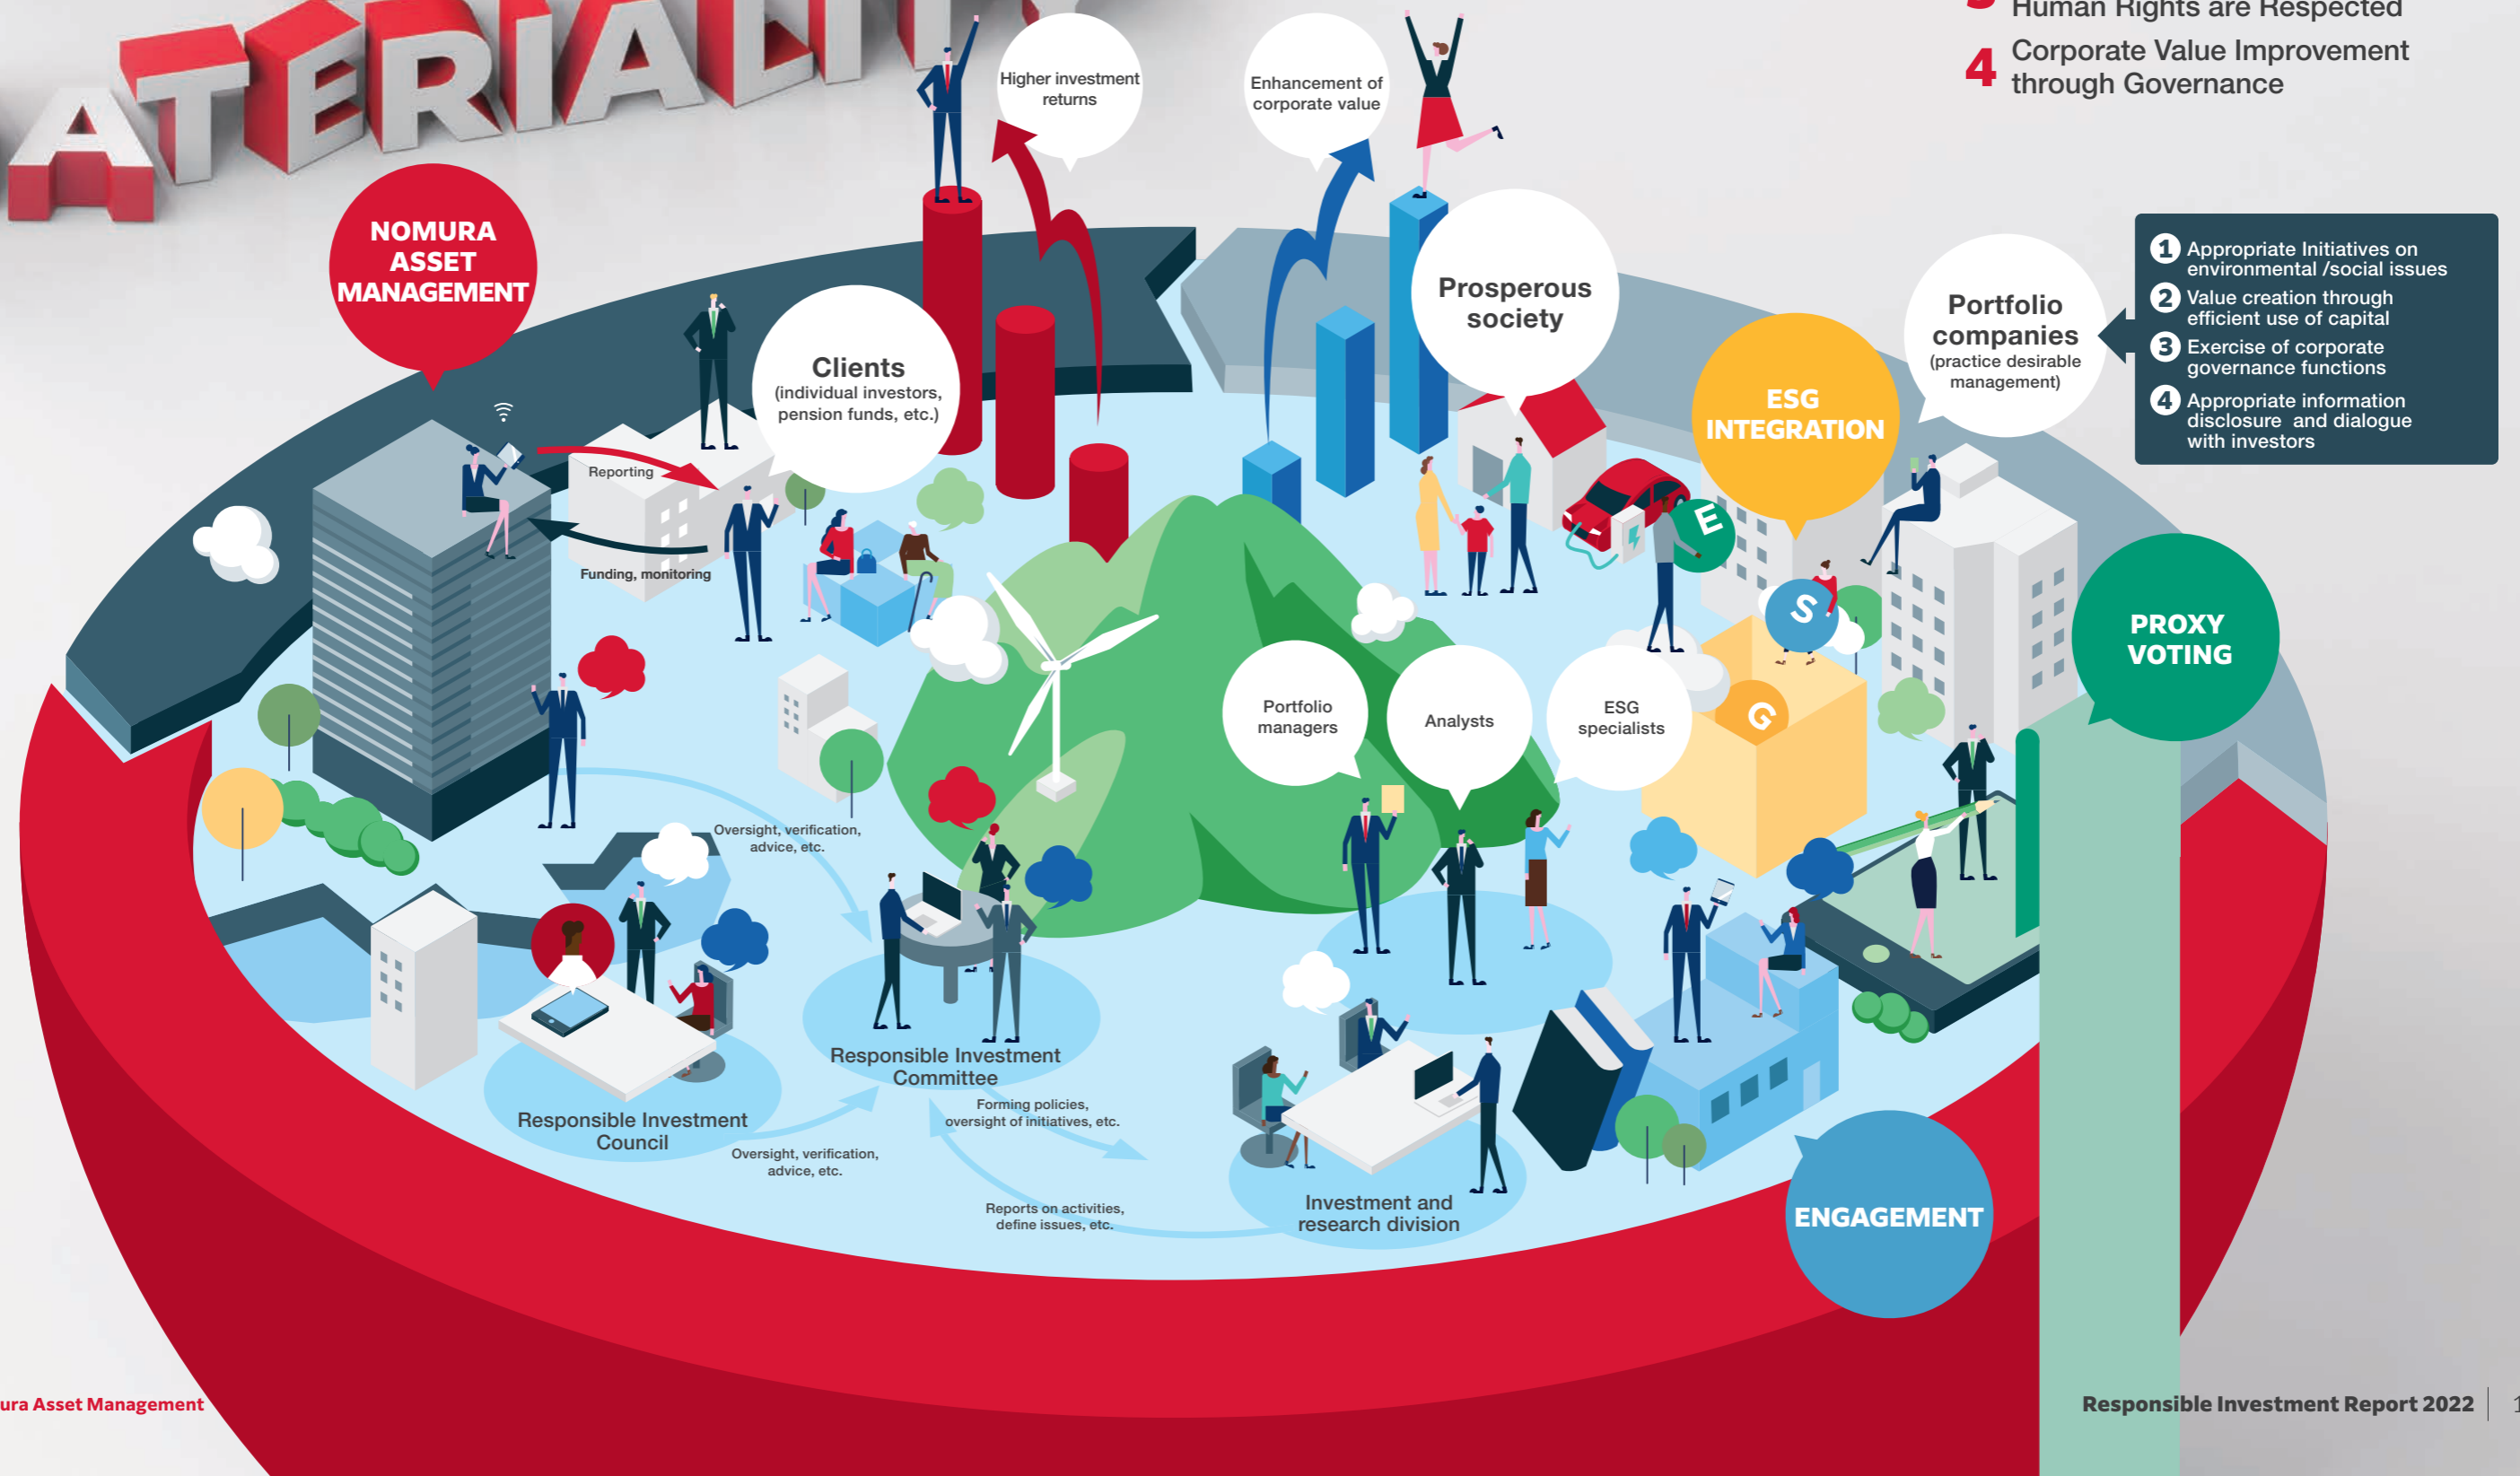 ATERIALITY
Human Rights are Respected
4 Corporate Value Improvement
through Governance
Higher investment
returns
Enhancement of
corporate value
NOMURA
ASSET
MANAGEMENT
Clients
(individual investors,
pension funds, etc.)
Prosperous
society
ESG
INTEGRATION
Portfolio
companies
(practice desirable
management)
1 Appropriate Initiatives on
environmental /social issues
2 Value creation through
efficient use of capital
3 Exercise of corporate
governance functions
4 Appropriate information
disclosure and dialogue
with investors
Reporting
Funding, monitoring
E
S
G
PROXY
VOTING
Portfolio
managers
Analysts
ESG
specialists
Oversight, verification,
advice, etc.
Responsible Investment
Committee
Forming policies,
oversight of initiatives, etc.
Responsible Investment
Council
Oversight, verification,
advice, etc.
Reports on activities,
define issues, etc.
Investment and
research division
ENGAGEMENT
ura Asset Management
Responsible Investment Report 2022